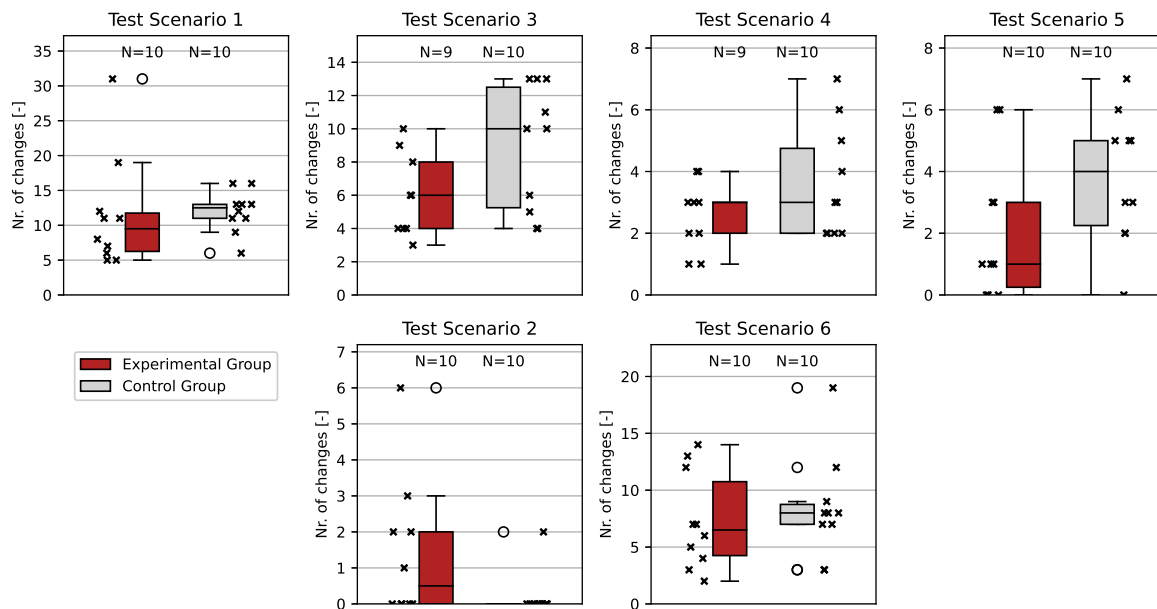 Test Scenario 1
N=10 N=10
Nr. of changes [-]
35
30
25
20
15
10
5
0
Test Scenario 3
N=9 N=10
Nr. of changes [-]
14
12
10
8
6
4
2
0
Test Scenario 4
N=9 N=10
Nr. of changes [-]
8
6
4
2
0
Test Scenario 5
N=10 N=10
Nr. of changes [-]
8
6
4
2
0
Experimental Group
Control Group
Test Scenario 2
N=10 N=10
Nr. of changes [-]
7
6
5
4
3
2
1
0
Test Scenario 6
N=10 N=10
Nr. of changes [-]
20
15
10
5
0